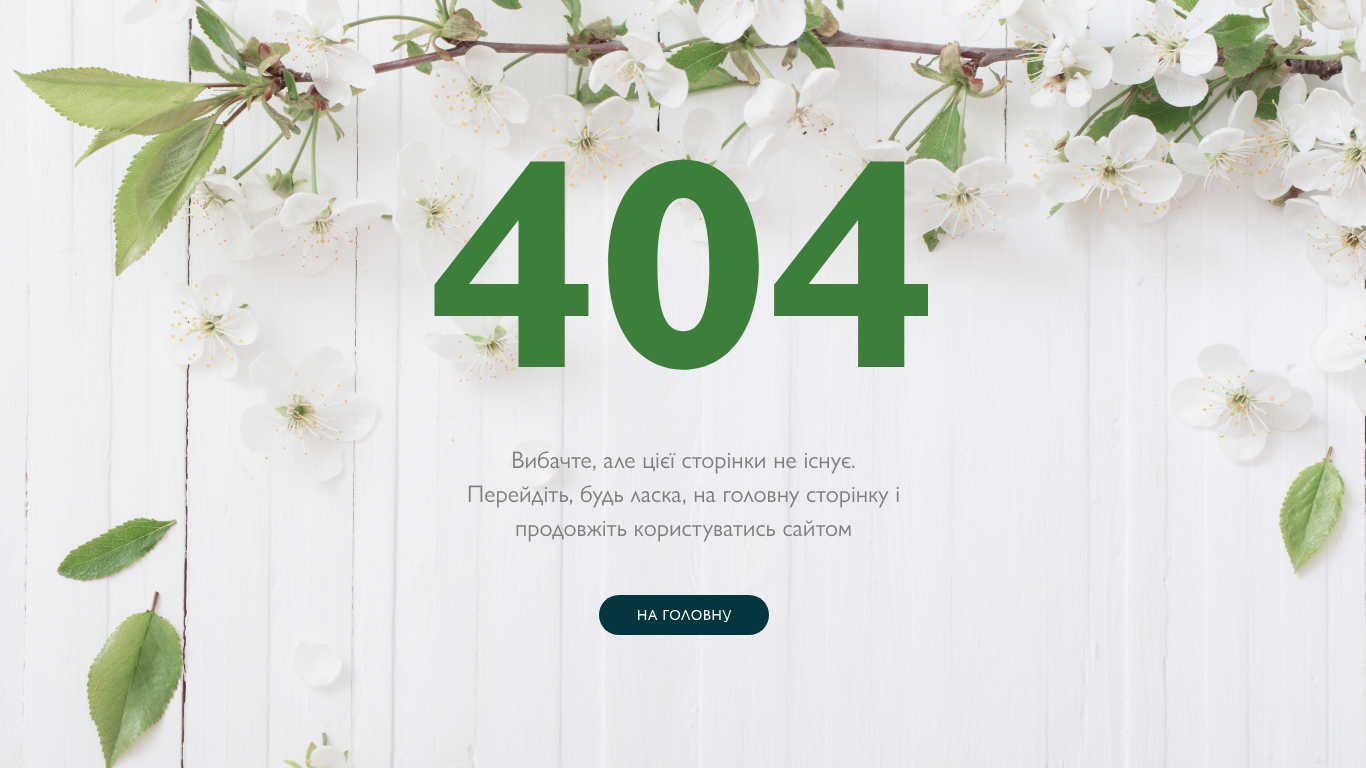 404
Вибачте, але цієї сторінки не існує.
Перейдіть, будь ласка, на головну сторінку і
продовжіть користуватись сайтом
НА ГОЛОВНУ